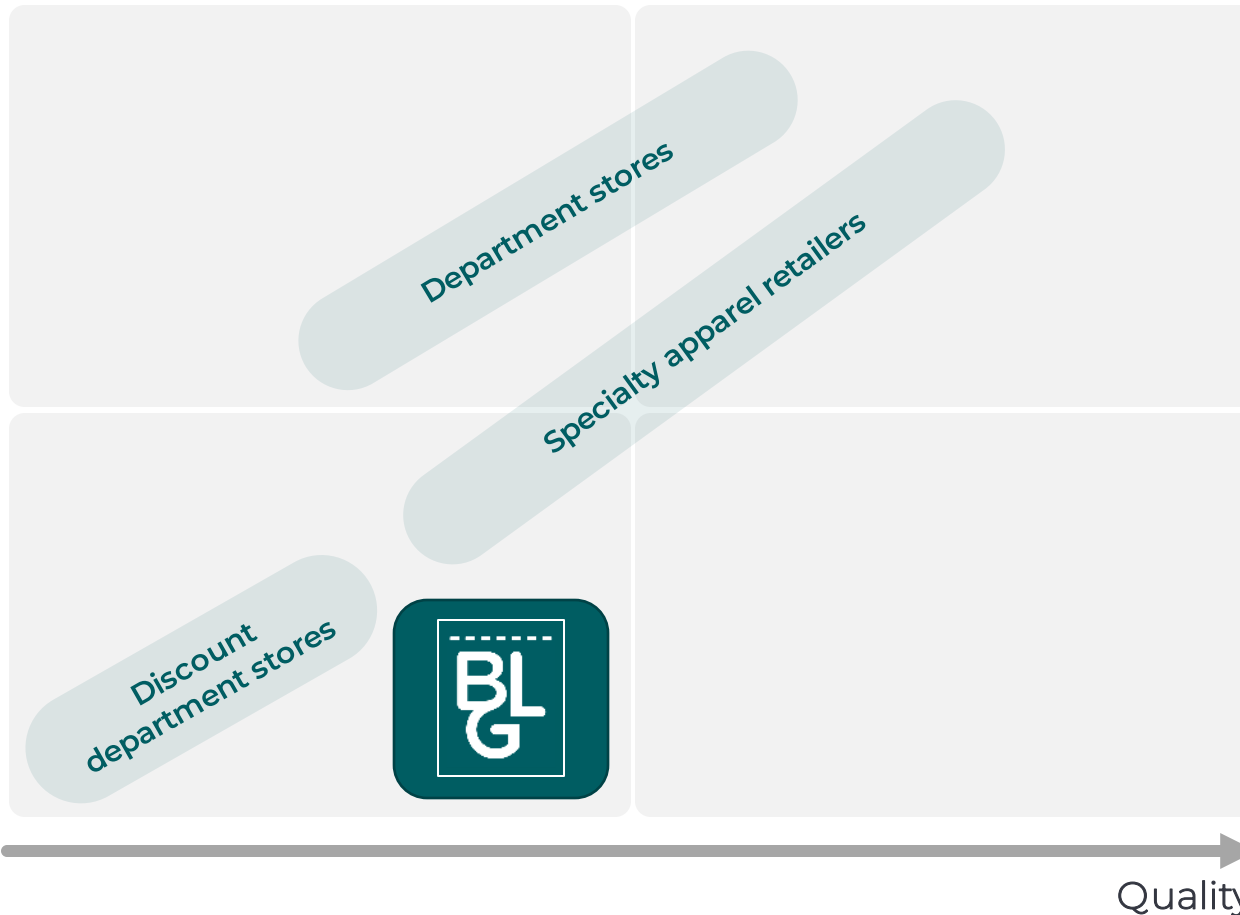 Department stores
Specialty apparel retailers
Discount
department stores
BL
G
Quality